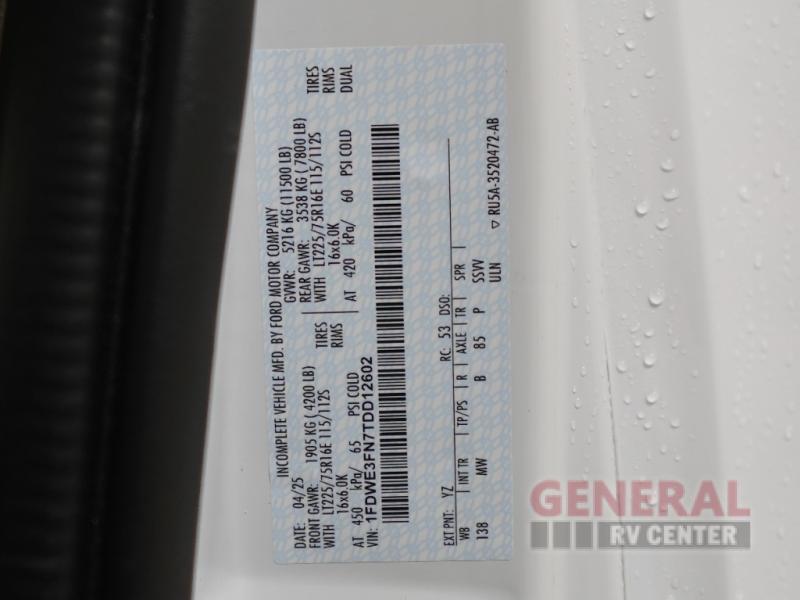 INCOMPLETE VEHICLE MFD. BY FORD MOTOR COMPANY
DATE: 04/25 GVWR: 5216 KG (11500 LB)
FRONT GAWR: 1905 KG (4200 LB) REAR GAWR: 3538 KG (7800 LB)
WITH LT225/75R16E 115/112S TIRES WITH LT225/75R16E 115/112S TIRES
16x6.0K RIMS 16x6.0K RIMS
AT 450 kPa/ 65 PSI COLD AT 420 kPa/ 60 PSI COLD DUAL
VIN: 1FDWE3FN7TDD12602
EXT PNT: YZ RC: 53 DSO:
WB INT TR TP/PS R AXLE TR SPR
138 MW B 85 P SSVV
ULN
▽ RU5A-3520472-AB
GENERAL
RV CENTER